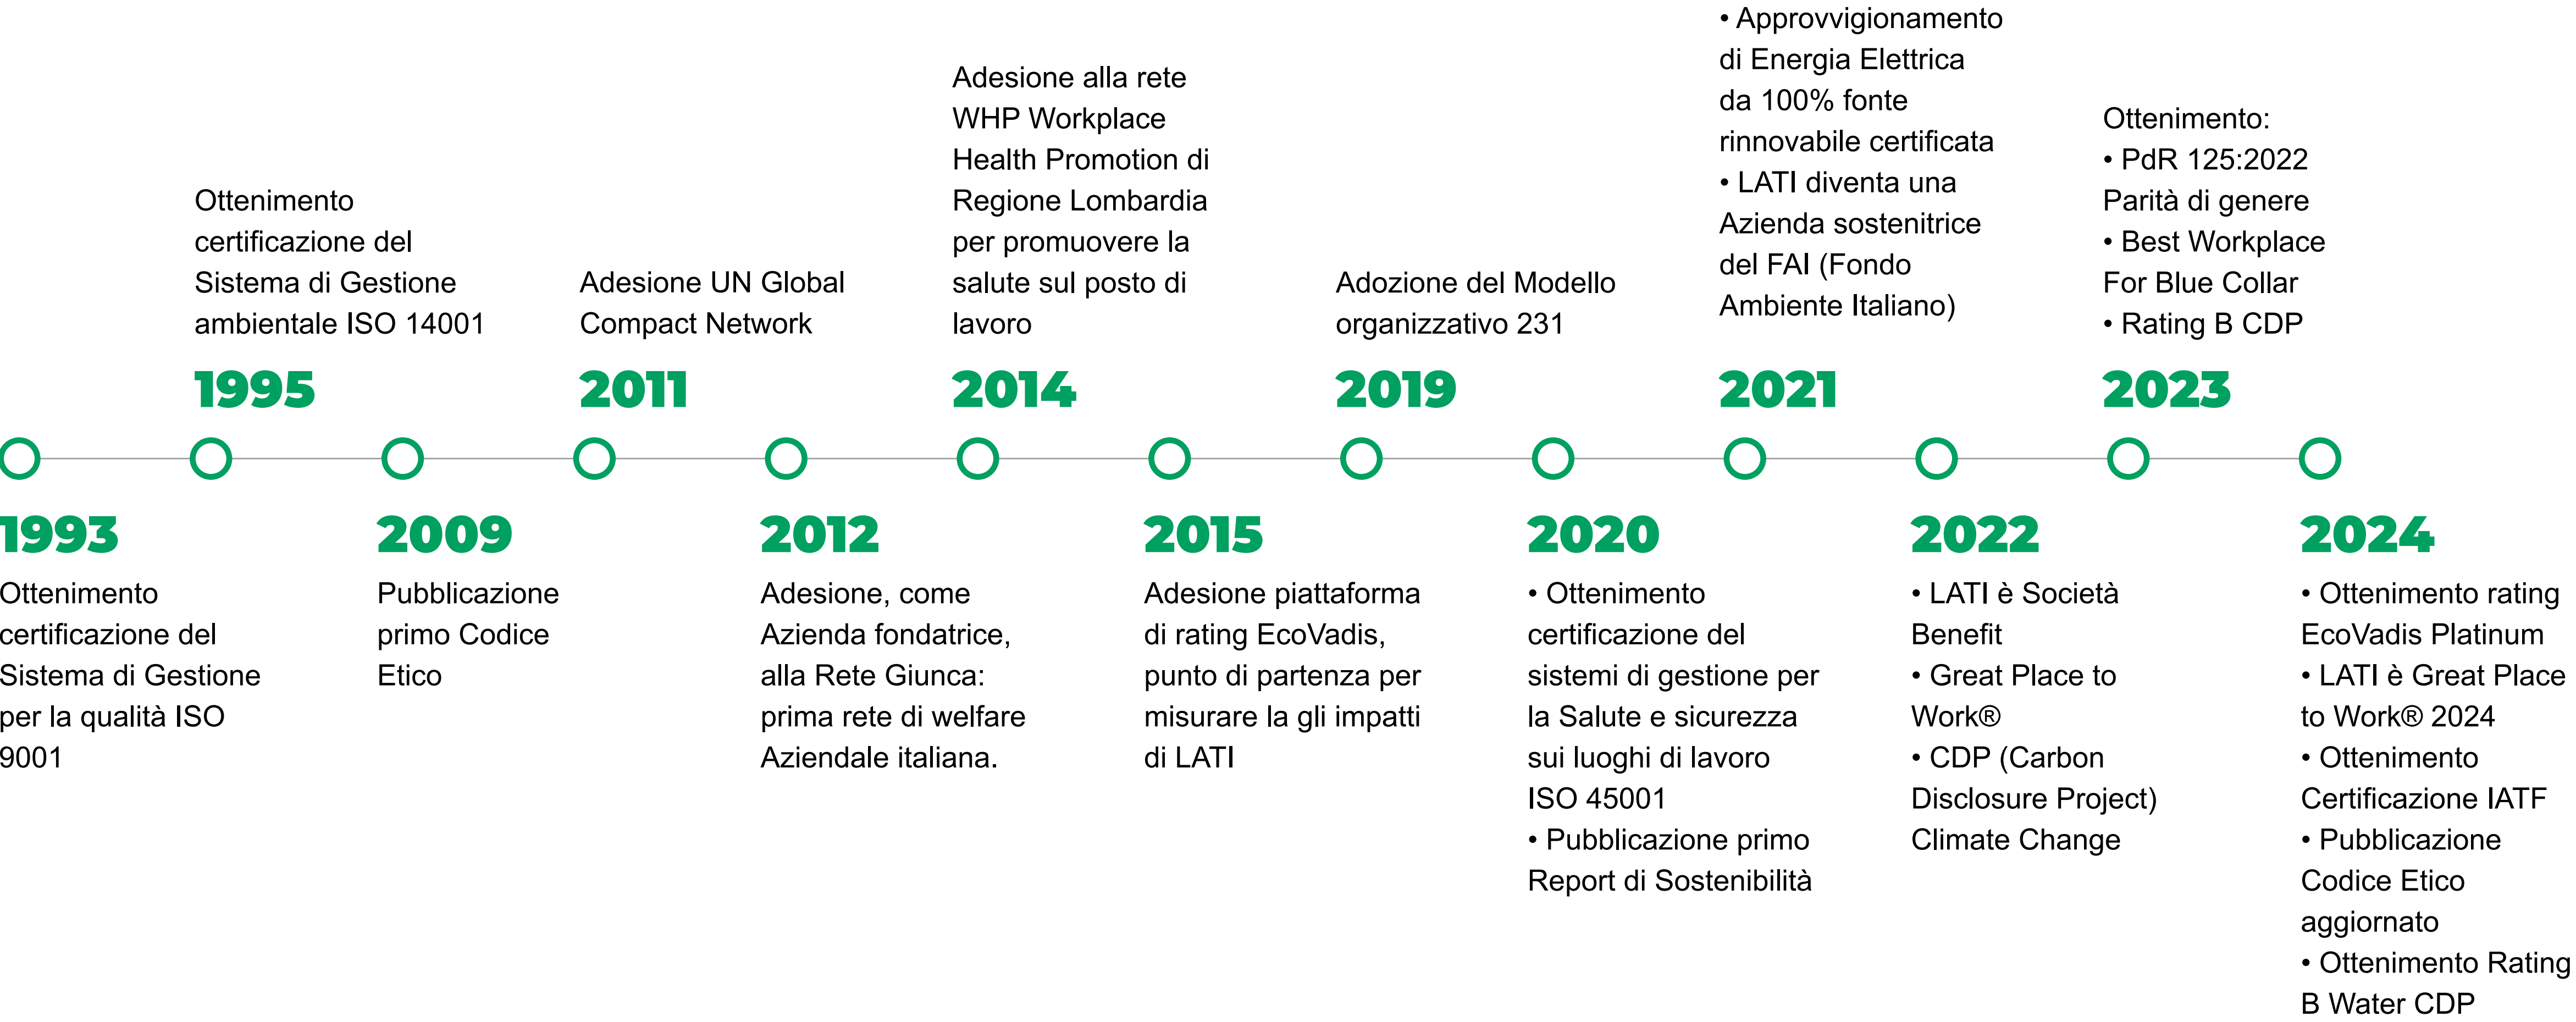 Ottenimento
certificazione del
Sistema di Gestione
ambientale ISO 14001
1995
Adesione UN Global
Compact Network
2011
Adesione alla rete
WHP Workplace
Health Promotion di
Regione Lombardia
per promuovere la
salute sul posto di
lavoro
2014
Adozione del Modello
organizzativo 231
2019
• Approvvigionamento
di Energia Elettrica
da 100% fonte
rinnovabile certificata
• LATI diventa una
Azienda sostenitrice
del FAI (Fondo
Ambiente Italiano)
2021
Ottenimento:
• PdR 125:2022
Parità di genere
• Best Workplace
For Blue Collar
• Rating B CDP
2023
1993
Ottenimento
certificazione del
Sistema di Gestione
per la qualità ISO
9001
2009
Pubblicazione
primo Codice
Etico
2012
Adesione, come
Azienda fondatrice,
alla Rete Giunca:
prima rete di welfare
Aziendale italiana.
2015
Adesione piattaforma
di rating EcoVadis,
punto di partenza per
misurare la gli impatti
di LATI
2020
• Ottenimento
certificazione del
sistemi di gestione per
la Salute e sicurezza
sui luoghi di lavoro
ISO 45001
• Pubblicazione primo
Report di Sostenibilità
2022
• LATI è Società
Benefit
• Great Place to
Work®
• CDP (Carbon
Disclosure Project)
Climate Change
2024
• Ottenimento rating
EcoVadis Platinum
• LATI è Great Place
to Work® 2024
• Ottenimento
Certificazione IATF
• Pubblicazione
Codice Etico
aggiornato
• Ottenimento Rating
B Water CDP